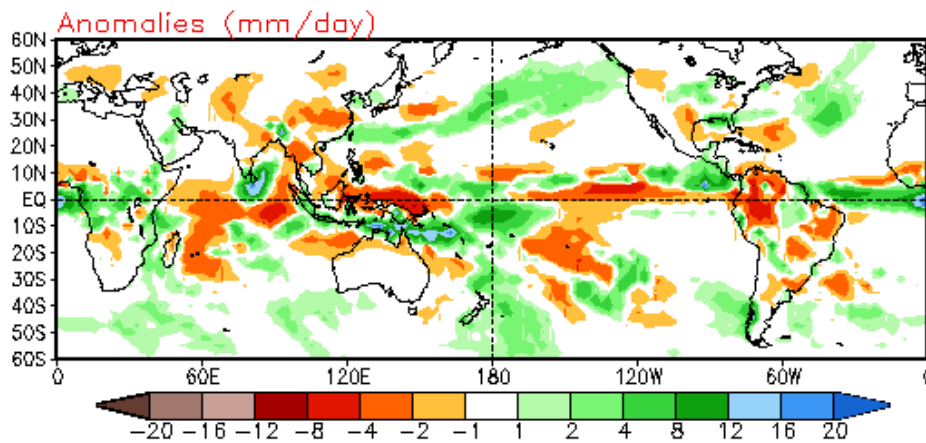 Anomalies (mm/day)
60N
50N
40N
30N
20N
10N
EQ
10S
20S
30S
40S
50S
60S
0 60E 120E 180 120W 60W 0
-20 -16 -12 -8 -4 -2 -1 1 2 4 8 12 16 20